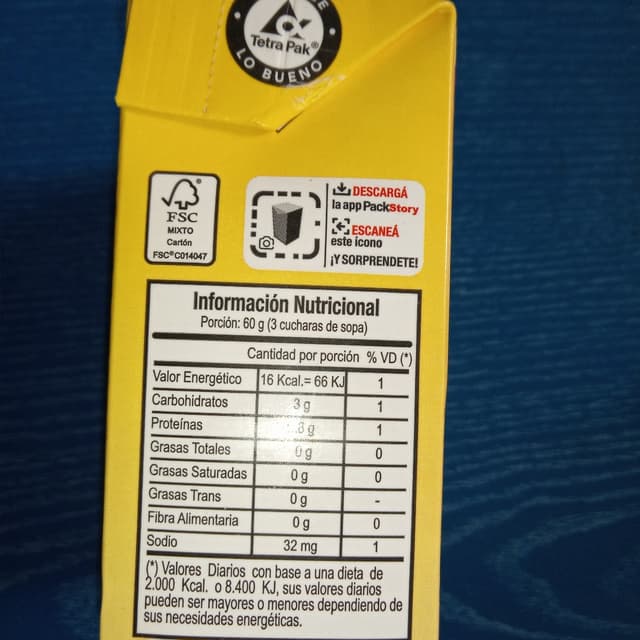 E
Tetra Pak®
LO BUENO
FSC®
MIXTO
Cartón
FSC® C014047
DESCARGÁ
la app PackStory
ESCANEÁ
este ícono
¡Y SORPRENDETE!
Información Nutricional
Porción: 60 g (3 cucharas de sopa)
Cantidad por porción % VD (*)
Valor Energético 16 Kcal.= 66 KJ 1
Carbohidratos 3 g 1
Proteínas g 1
Grasas Totales 0 g 0
Grasas Saturadas 0 g 0
Grasas Trans 0 g -
Fibra Alimentaria 0 g 0
Sodio 32 mg 1
(*) Valores Diarios con base a una dieta de
2.000 Kcal. o 8.400 KJ, sus valores diarios
pueden ser mayores o menores dependiendo de
sus necesidades energéticas.